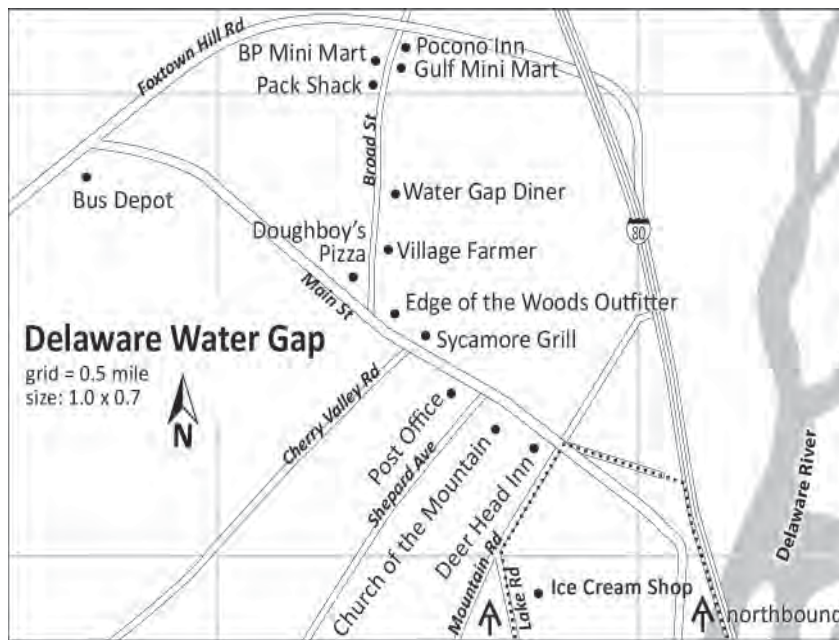 Foxtown Hill Rd
BP Mini Mart
Pocono Inn
Gulf Mini Mart
Pack Shack
Broad St
Bus Depot
Water Gap Diner
80
Doughboy's
Pizza
Village Farmer
Main St
Edge of the Woods Outfitter
Sycamore Grill
Delaware Water Gap
grid = 0.5 mile
size: 1.0 x 0.7
N
Cherry Valley Rd
Post Office
Shepard Ave
Church of the Mountain
Deer Head Inn
Mountain Rd
Lake Rd
Ice Cream Shop
Delaware River
northbound